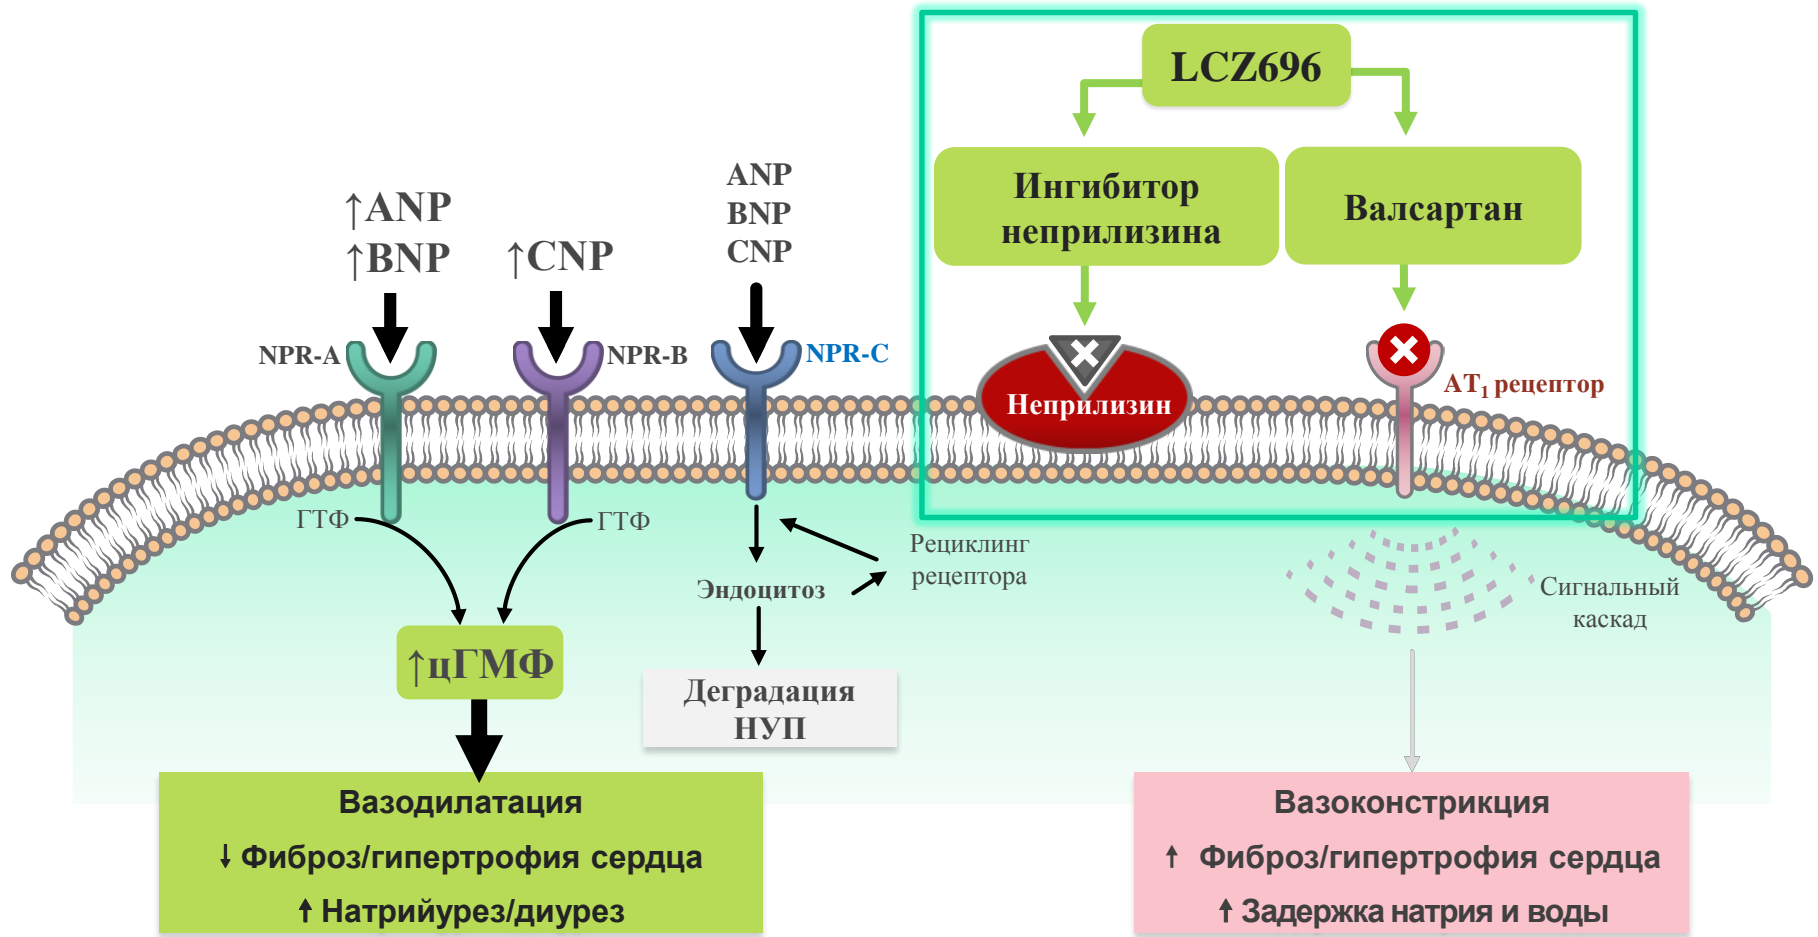 LCZ696
Ингибитор
неприлизина
Валсартан
↑ANP
↑BNP
↑CNP
ANP
BNP
CNP
NPR-A
NPR-B
NPR-C
Неприлизин
AT1 рецептор
ГТФ
ГТФ
Рециклинг
рецептора
Эндоцитоз
Сигнальный
каскад
↑цГМФ
Деградация
НУП
Вазодилатация
↓ Фиброз/гипертрофия сердца
↑ Натрийурез/диурез
Вазоконстрикция
↑ Фиброз/гипертрофия сердца
↑ Задержка натрия и воды